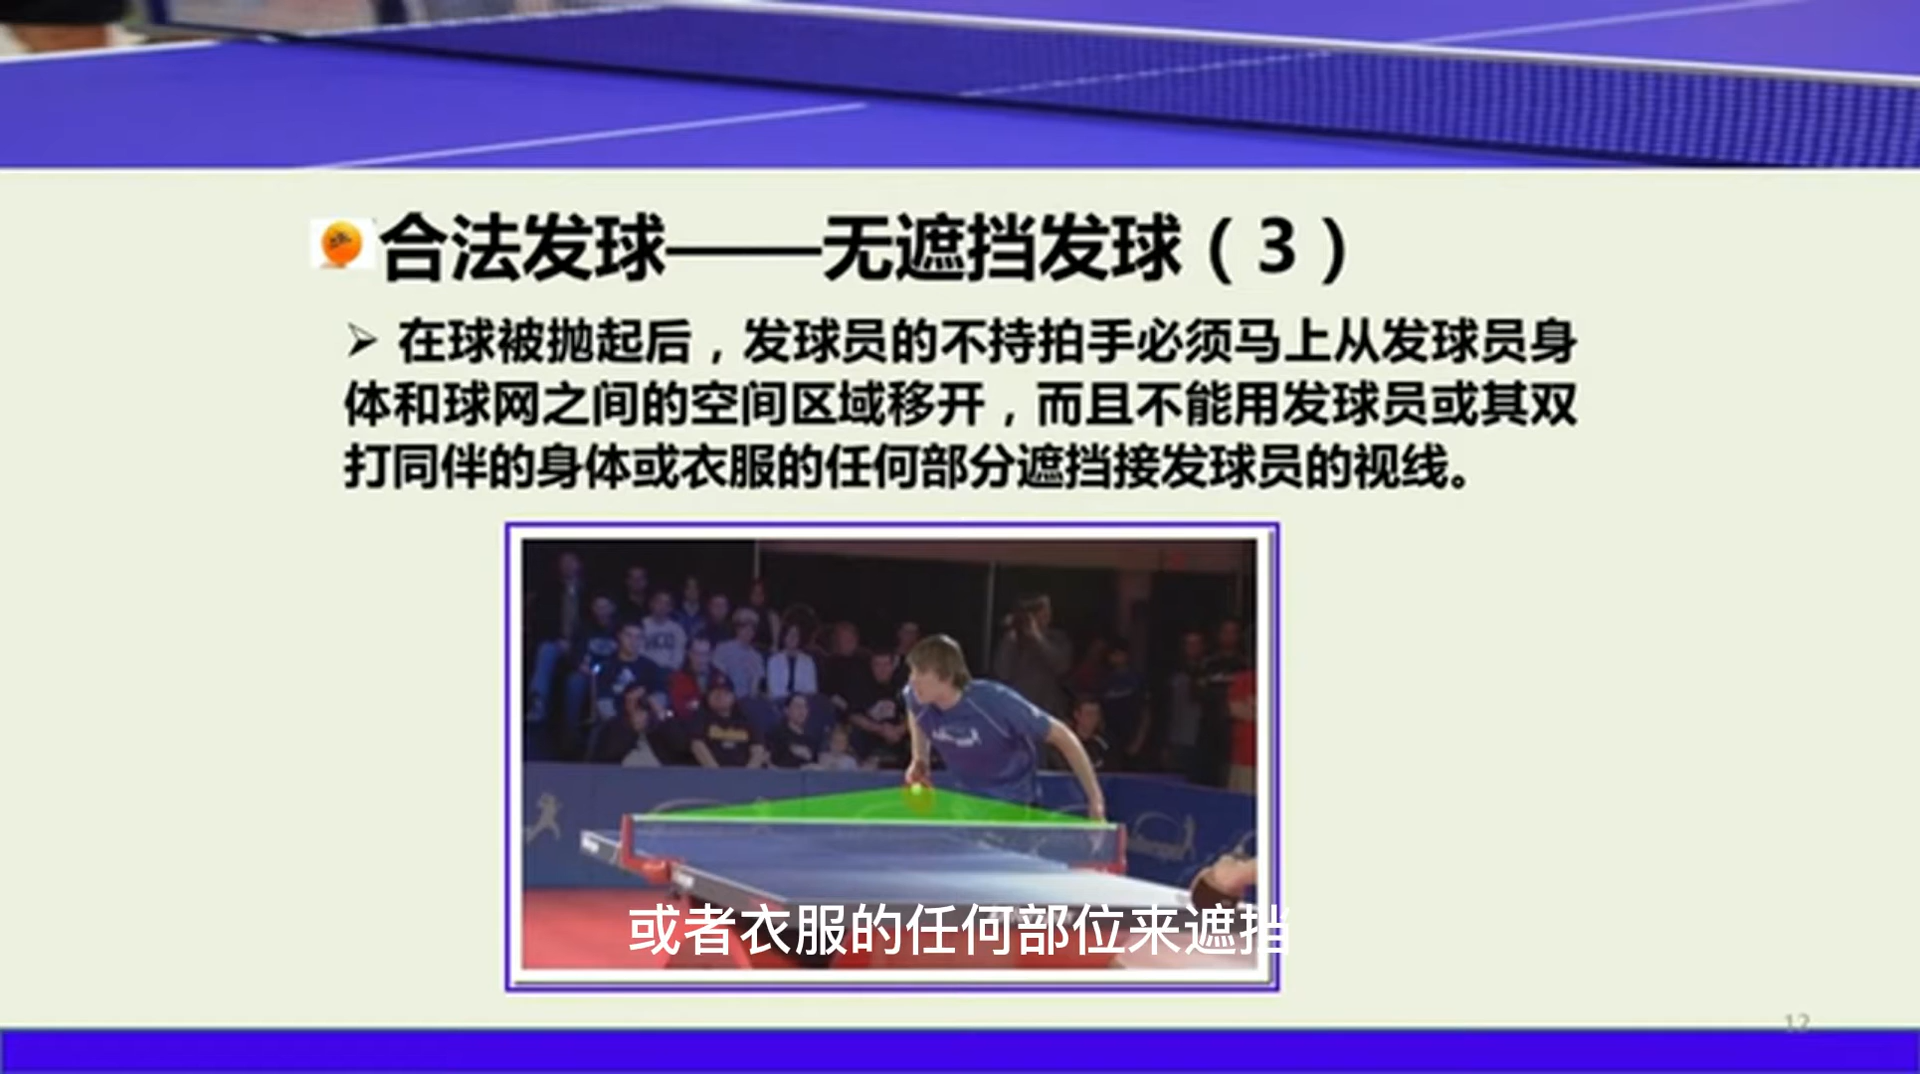 合法发球——无遮挡发球（3）
➢ 在球被抛起后，发球员的不持拍手必须马上从发球员身
体和球网之间的空间区域移开，而且不能用发球员或其双
打同伴的身体或衣服的任何部分遮挡接发球员的视线。
或者衣服的任何部位来遮挡
12